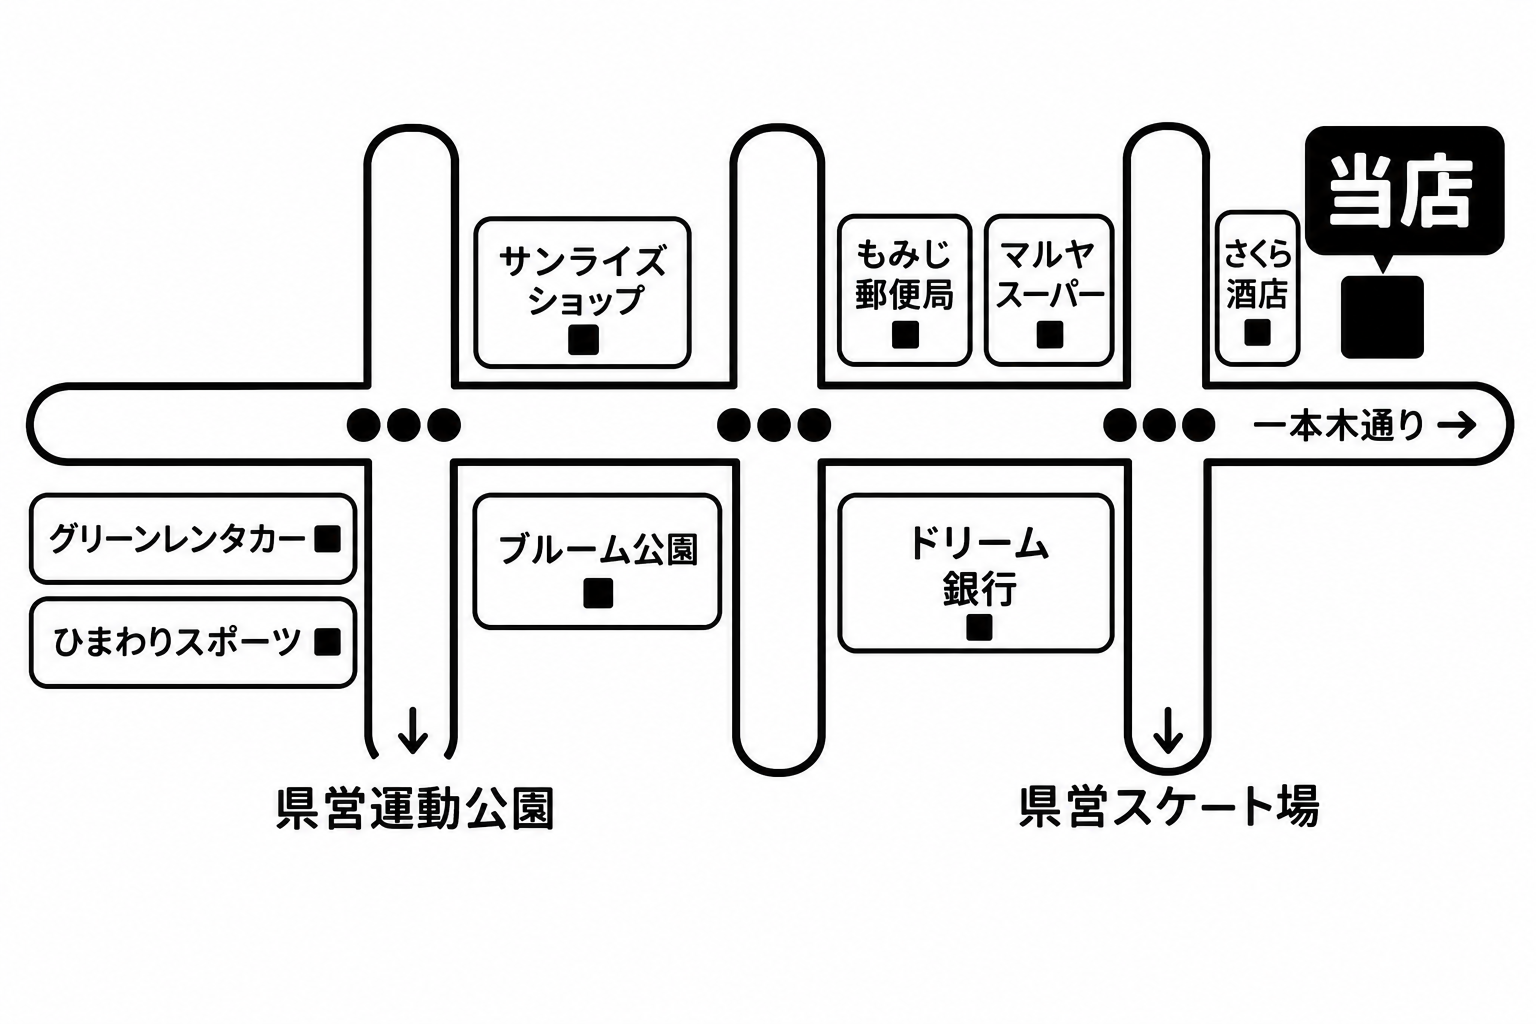 当店
サンライズ
ショップ
もみじ
郵便局
マルヤ
スーパー
さくら
酒店
一本木通り→
グリーンレンタカー
ひまわりスポーツ
ブルーム公園
ドリーム
銀行
県営運動公園
県営スケート場